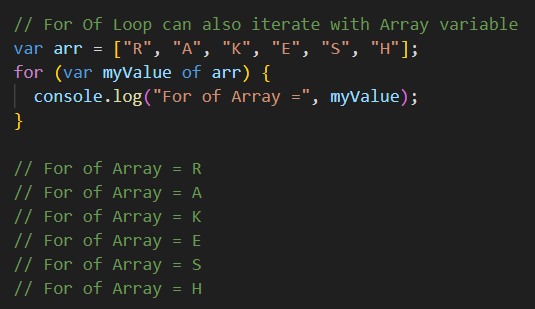 // For Of Loop can also iterate with Array variable
var arr = ["R", "A", "K", "E", "S", "H"];
for (var myValue of arr) {
  console.log("For of Array =", myValue);
}

// For of Array = R
// For of Array = A
// For of Array = K
// For of Array = E
// For of Array = S
// For of Array = H